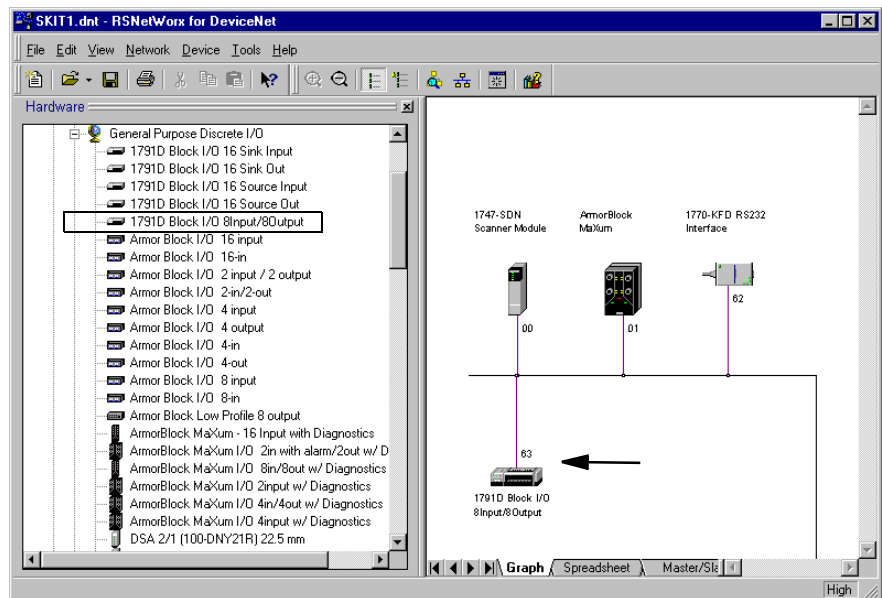 SKIT1.dnt - RSNetWorx for DeviceNet
File Edit View Network Device Tools Help
Hardware
General Purpose Discrete I/O
1791D Block I/O 16 Sink Input
1791D Block I/O 16 Sink Out
1791D Block I/O 16 Source Input
1791D Block I/O 16 Source Out
1791D Block I/O 8Input/8Output
Armor Block I/O 16 input
Armor Block I/O 16-in
Armor Block I/O 2 input / 2 output
Armor Block I/O 2-in/2-out
Armor Block I/O 4 input
Armor Block I/O 4 output
Armor Block I/O 4-in
Armor Block I/O 4-out
Armor Block I/O 8 input
Armor Block I/O 8-in
Armor Block Low Profile 8 output
ArmorBlock MaXum - 16 Input with Diagnostics
ArmorBlock MaXum I/O 2in with alarm/2out w/ D
ArmorBlock MaXum I/O 8in/8out w/ Diagnostics
ArmorBlock MaXum I/O 2input w/ Diagnostics
ArmorBlock MaXum I/O 4in/4out w/ Diagnostics
ArmorBlock MaXum I/O 4input w/ Diagnostics
DSA 2/1 (100-DNY21R) 22.5 mm
1747-SDN
Scanner Module
00
ArmorBlock
MaXum
01
1770-KFD RS232
Interface
62
63
1791D Block I/O
8Input/8Output
Graph Spreadsheet Master/Sla
High